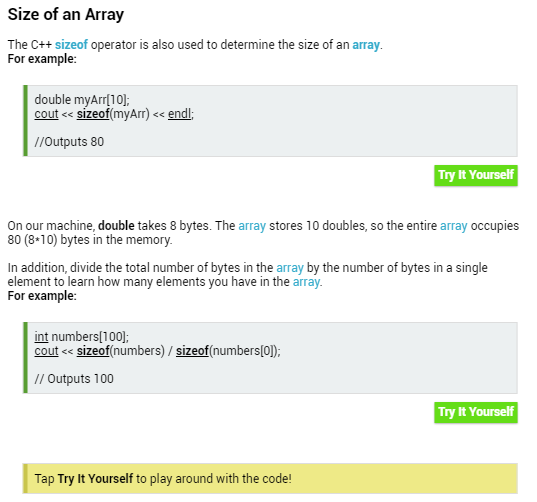 Size of an Array
The C++ sizeof operator is also used to determine the size of an array.
For example:
double myArr[10];
cout << sizeof(myArr) << endl;
//Outputs 80
Try It Yourself
On our machine, double takes 8 bytes. The array stores 10 doubles, so the entire array occupies
80 (8*10) bytes in the memory.
In addition, divide the total number of bytes in the array by the number of bytes in a single
element to learn how many elements you have in the array.
For example:
int numbers[100];
cout << sizeof(numbers) / sizeof(numbers[0]);
// Outputs 100
Try It Yourself
Tap Try It Yourself to play around with the code!